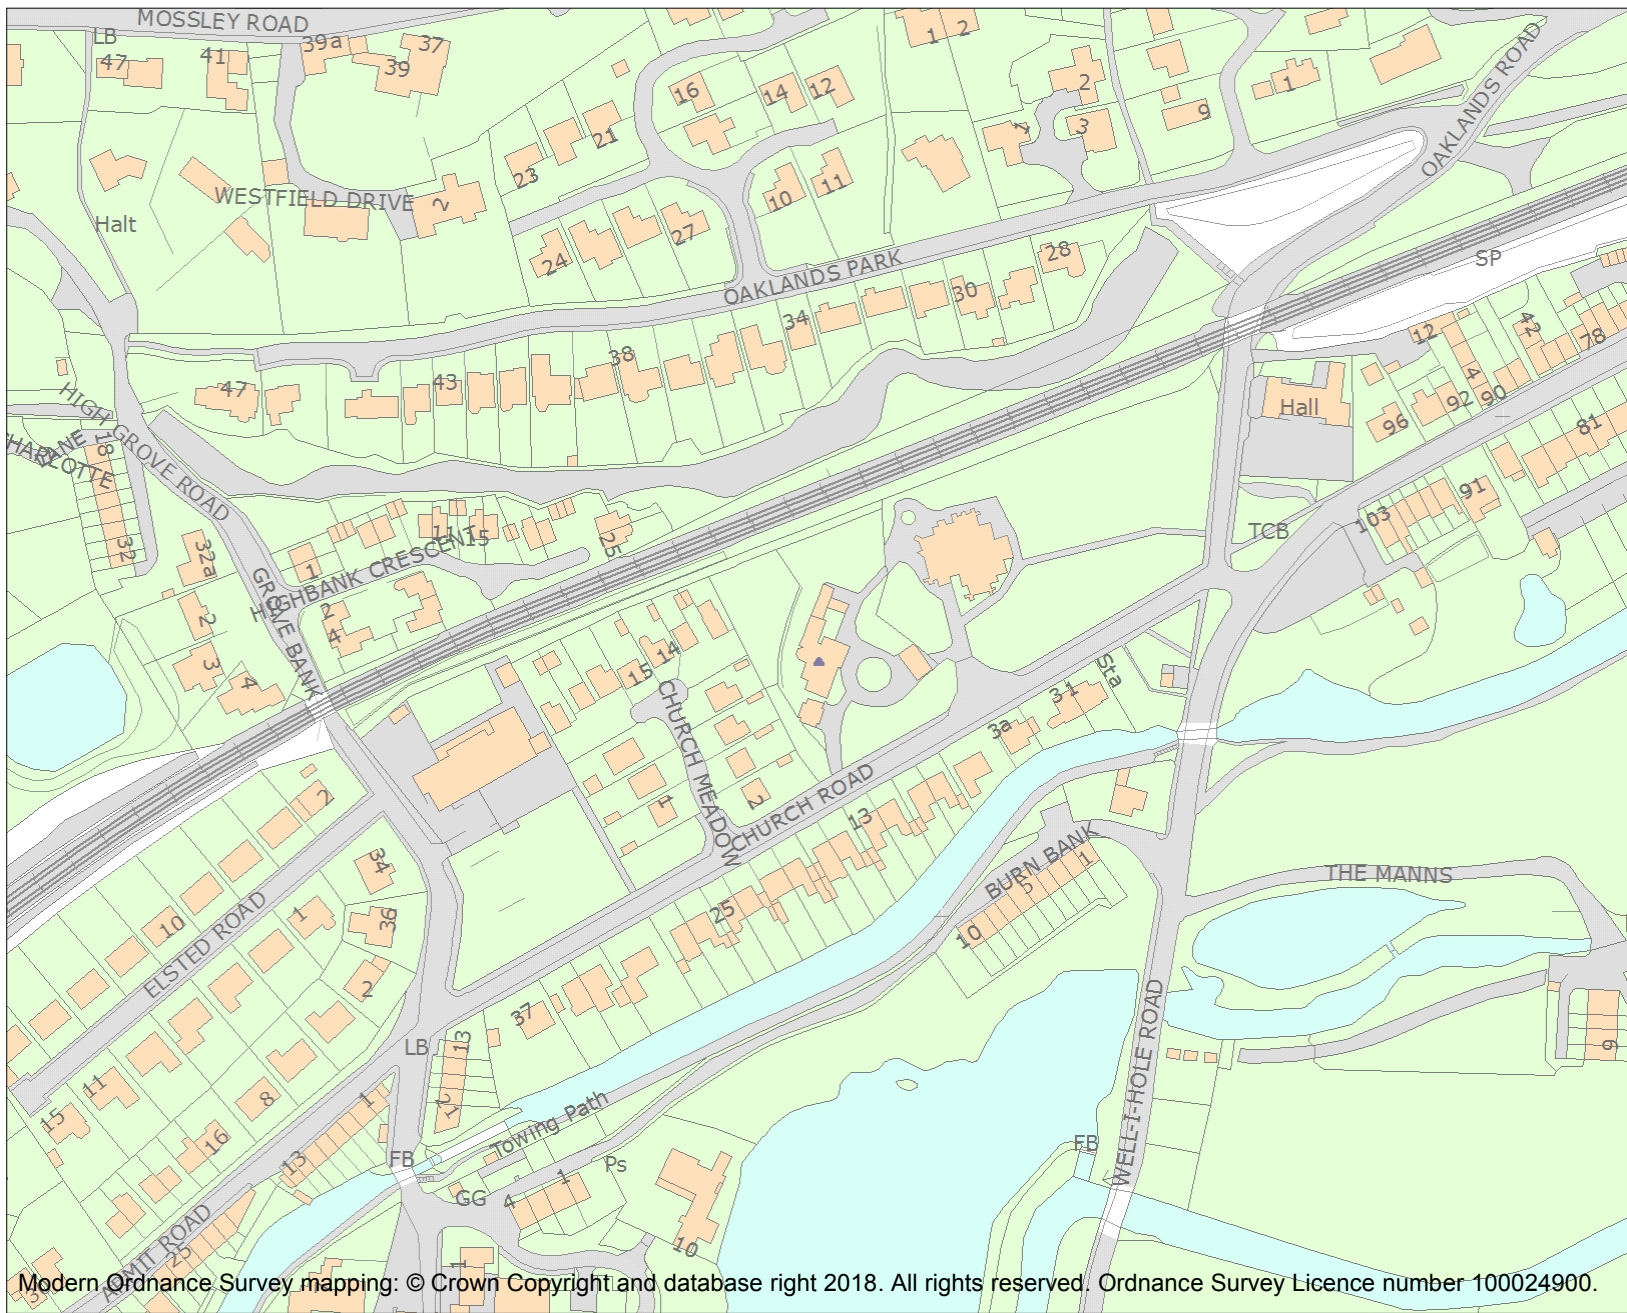 MOSSLEY ROAD
LB
47
41
39a
37
39
1
2
16
14
12
2
1
OAKLANDS ROAD
3
1
9
21
23
WESTFIELD DRIVE
2
10
11
Halt
24
27
28
SP
OAKLANDS PARK
30
34
12
42
78
38
4
47
43
Hall
92
90
96
81
HIGH GROVE ROAD
18
CHARLOTTE
32
91
103
TCB
11
15
25
32a
1
HIGHBANK CRESCENT
GROVE BANK
2
4
2
3
4
15
14
CHURCH MEADOW
Sta
31
3a
1
2
CHURCH ROAD
13
2
BURN BANK
1
5
THE MANNS
34
10
1
36
25
10
ELSTED ROAD
2
37
WELL-I-HOLE ROAD
LB
13
9
11
8
1
21
15
16
Towing Path
13
FB
FB
Ps
1
GG
4
10
ARMIT ROAD
25
1
Modern Ordnance Survey mapping: © Crown Copyright and database right 2018. All rights reserved. Ordnance Survey Licence number 100024900.